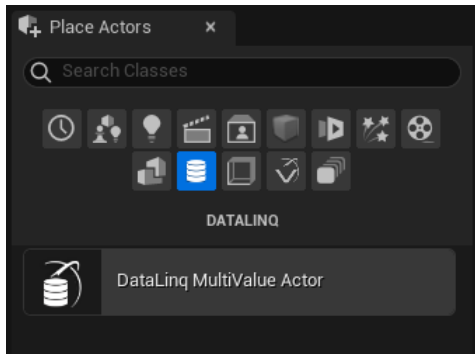 Place Actors
Search Classes
DATALINQ
DataLinq MultiValue Actor